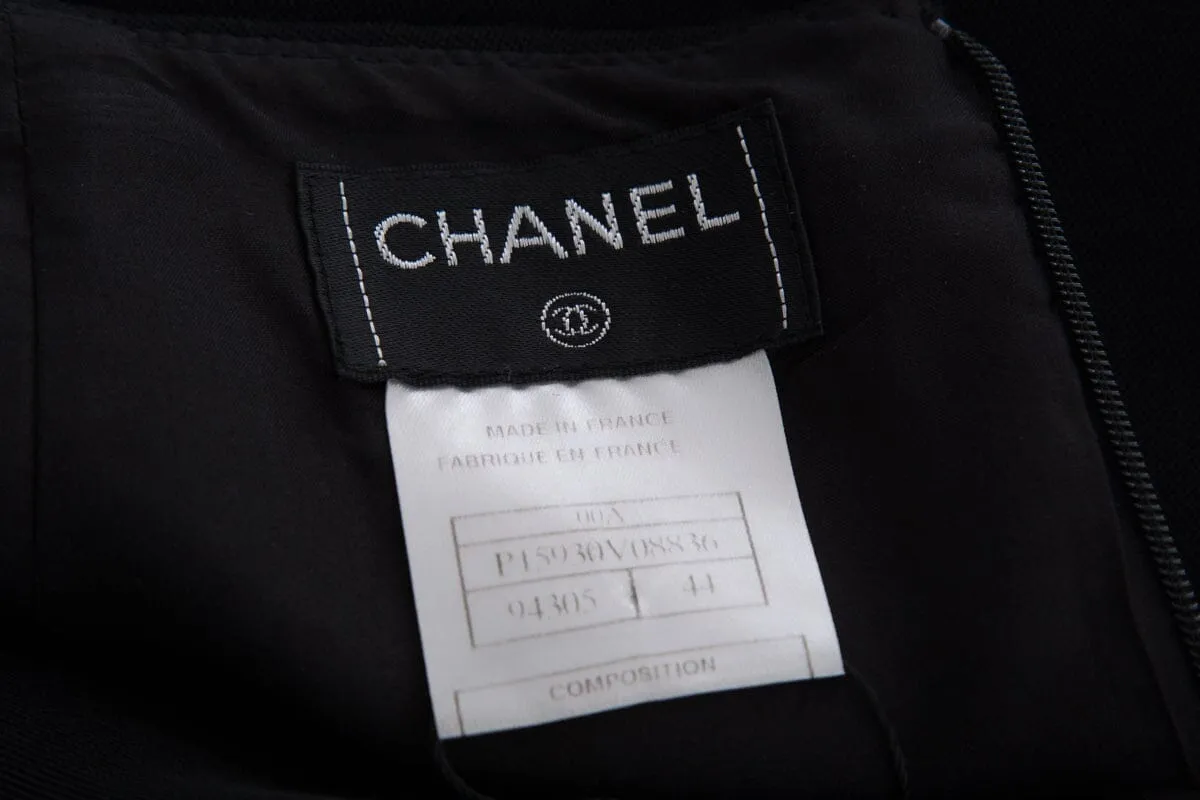 CHANEL
MADE IN FRANCE
FABRIQUE EN FRANCE
00A
P15930V08836
94305 44
COMPOSITION